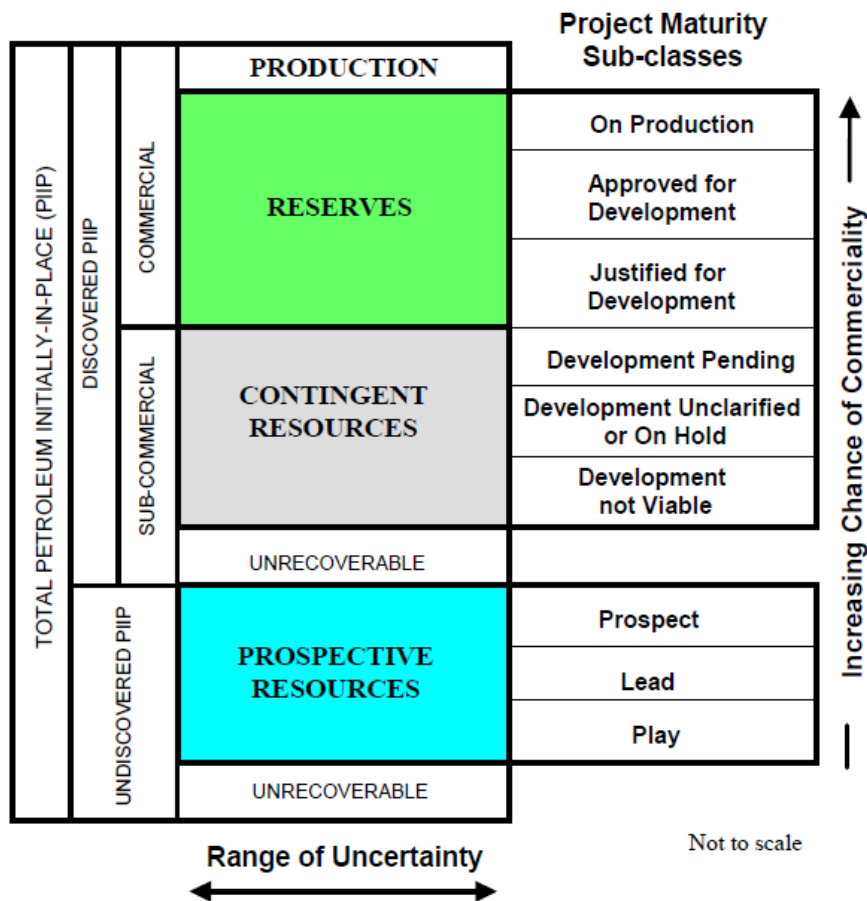 Project Maturity
Sub-classes
TOTAL PETROLEUM INITIALLY-IN-PLACE (PIIP)
DISCOVERED PIIP
UNDISCOVERED PIIP
COMMERCIAL
SUB-COMMERCIAL
PRODUCTION
RESERVES
On Production
Approved for
Development
Justified for
Development
CONTINGENT
RESOURCES
Development Pending
Development Unclarified
or On Hold
Development
not Viable
UNRECOVERABLE
PROSPECTIVE
RESOURCES
Prospect
Lead
Play
UNRECOVERABLE
Increasing Chance of Commerciality
Range of Uncertainty
Not to scale